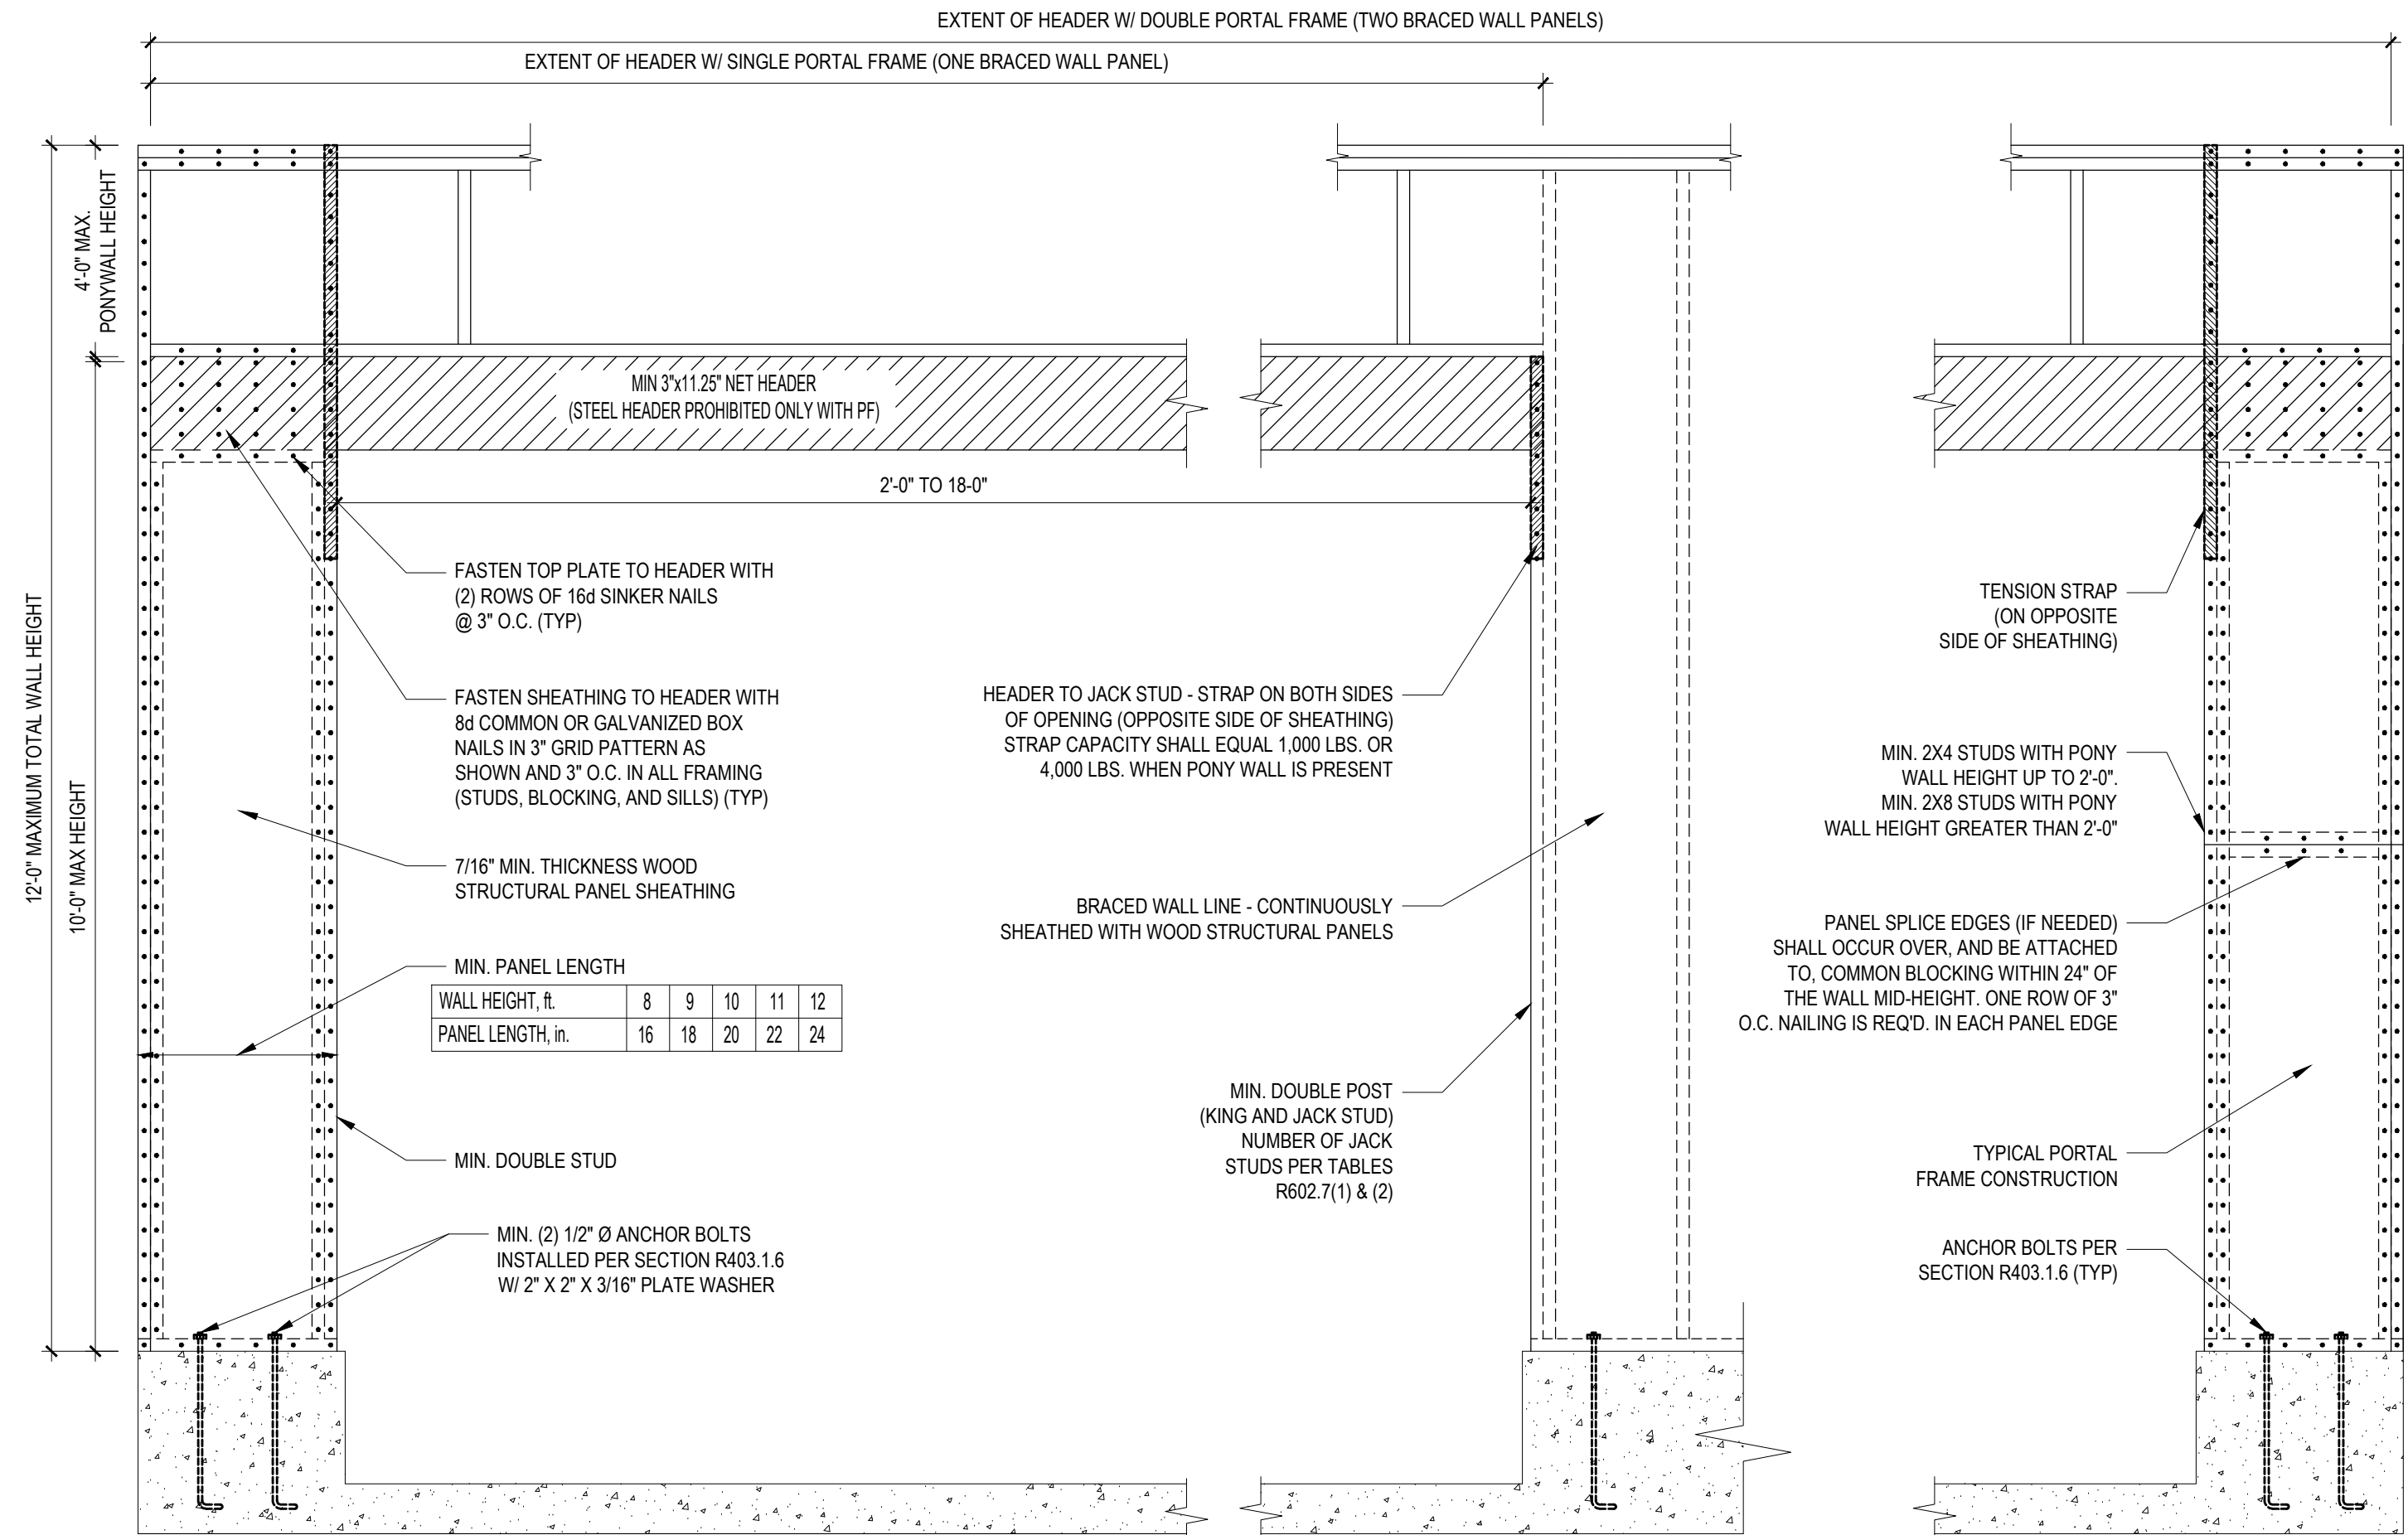 EXTENT OF HEADER W/ DOUBLE PORTAL FRAME (TWO BRACED WALL PANELS)
EXTENT OF HEADER W/ SINGLE PORTAL FRAME (ONE BRACED WALL PANEL)
12'-0" MAXIMUM TOTAL WALL HEIGHT
4'-0" MAX.
PONYWALL HEIGHT
10'-0" MAX HEIGHT
MIN 3"x11.25" NET HEADER
(STEEL HEADER PROHIBITED ONLY WITH PF)
2'-0" TO 18-0"
FASTEN TOP PLATE TO HEADER WITH
(2) ROWS OF 16d SINKER NAILS
@ 3" O.C. (TYP)
FASTEN SHEATHING TO HEADER WITH
8d COMMON OR GALVANIZED BOX
NAILS IN 3" GRID PATTERN AS
SHOWN AND 3" O.C. IN ALL FRAMING
(STUDS, BLOCKING, AND SILLS) (TYP)
7/16" MIN. THICKNESS WOOD
STRUCTURAL PANEL SHEATHING
MIN. PANEL LENGTH
WALL HEIGHT, ft. 8 9 10 11 12
PANEL LENGTH, in. 16 18 20 22 24
MIN. DOUBLE STUD
MIN. (2) 1/2" Ø ANCHOR BOLTS
INSTALLED PER SECTION R403.1.6
W/ 2" X 2" X 3/16" PLATE WASHER
HEADER TO JACK STUD - STRAP ON BOTH SIDES
OF OPENING (OPPOSITE SIDE OF SHEATHING)
STRAP CAPACITY SHALL EQUAL 1,000 LBS. OR
4,000 LBS. WHEN PONY WALL IS PRESENT
BRACED WALL LINE - CONTINUOUSLY
SHEATHED WITH WOOD STRUCTURAL PANELS
MIN. DOUBLE POST
(KING AND JACK STUD)
NUMBER OF JACK
STUDS PER TABLES
R602.7(1) & (2)
TENSION STRAP
(ON OPPOSITE
SIDE OF SHEATHING)
MIN. 2X4 STUDS WITH PONY
WALL HEIGHT UP TO 2'-0".
MIN. 2X8 STUDS WITH PONY
WALL HEIGHT GREATER THAN 2'-0"
PANEL SPLICE EDGES (IF NEEDED)
SHALL OCCUR OVER, AND BE ATTACHED
TO, COMMON BLOCKING WITHIN 24" OF
THE WALL MID-HEIGHT. ONE ROW OF 3"
O.C. NAILING IS REQ'D. IN EACH PANEL EDGE
TYPICAL PORTAL
FRAME CONSTRUCTION
ANCHOR BOLTS PER
SECTION R403.1.6 (TYP)